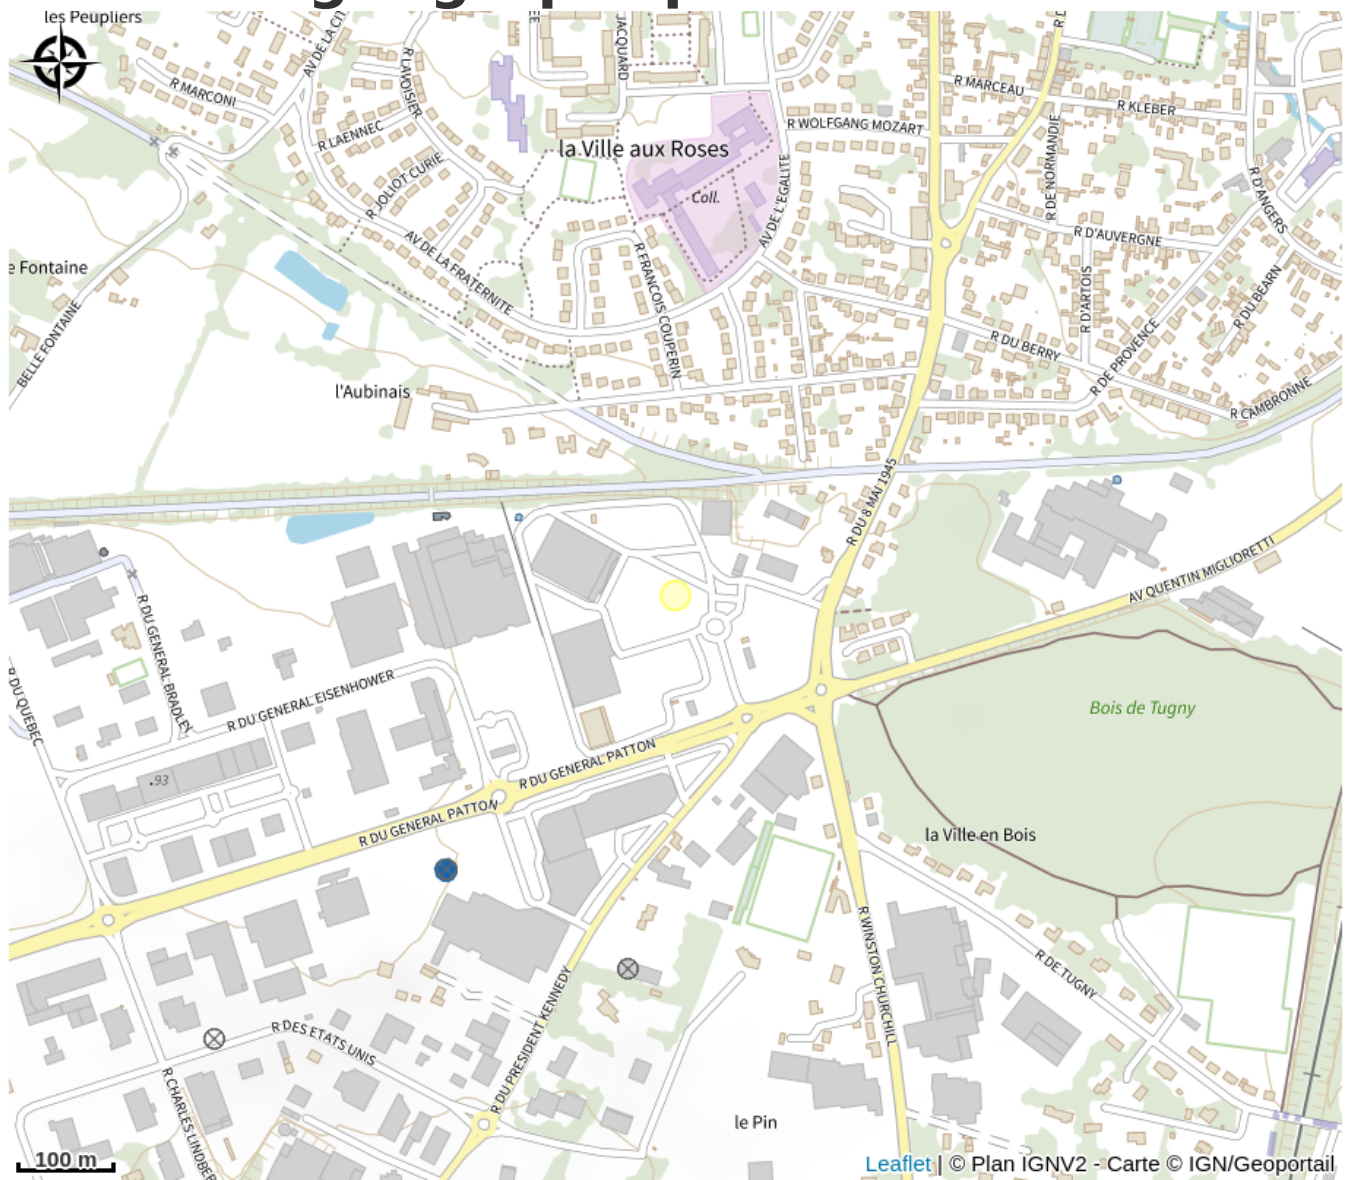 les Peupliers
AV DE LA CI
R LAVOISIER
JACQUARD
R MARCONI
R LAENNEC
R JOLIOT CURIE
la Ville aux Roses
Coll.
R WOLFGANG MOZART
AV DE L'EGALITE
R MARCEAU
R KLEBER
R DE NORMANDIE
R D'ANGERS
R D'AUVERGNE
R D'ARTOIS
R DU BEARN
R DU BERRY
R DE PROVENCE
R CAMBRONNE
e Fontaine
BELLE FONTAINE
AV DE LA FRATERNITE
R FRANCOIS COUPERIN
l'Aubinais
R DU 8 MAI 1945
AV QUENTIN MIGLIORETTI
R DU GENERAL BRADLEY
R DU QUEBEC
R DU GENERAL EISENHOWER
Bois de Tugny
R DU GENERAL PATTON
.93
R DU GENERAL PATTON
la Ville en Bois
R WINSTON CHURCHILL
R DE TUGNY
R DU PRESIDENT KENNEDY
R DES ETATS UNIS
R CHARLES LINDBER
le Pin
100 m
Leaflet | © Plan IGNV2 - Carte © IGN/Geoportail